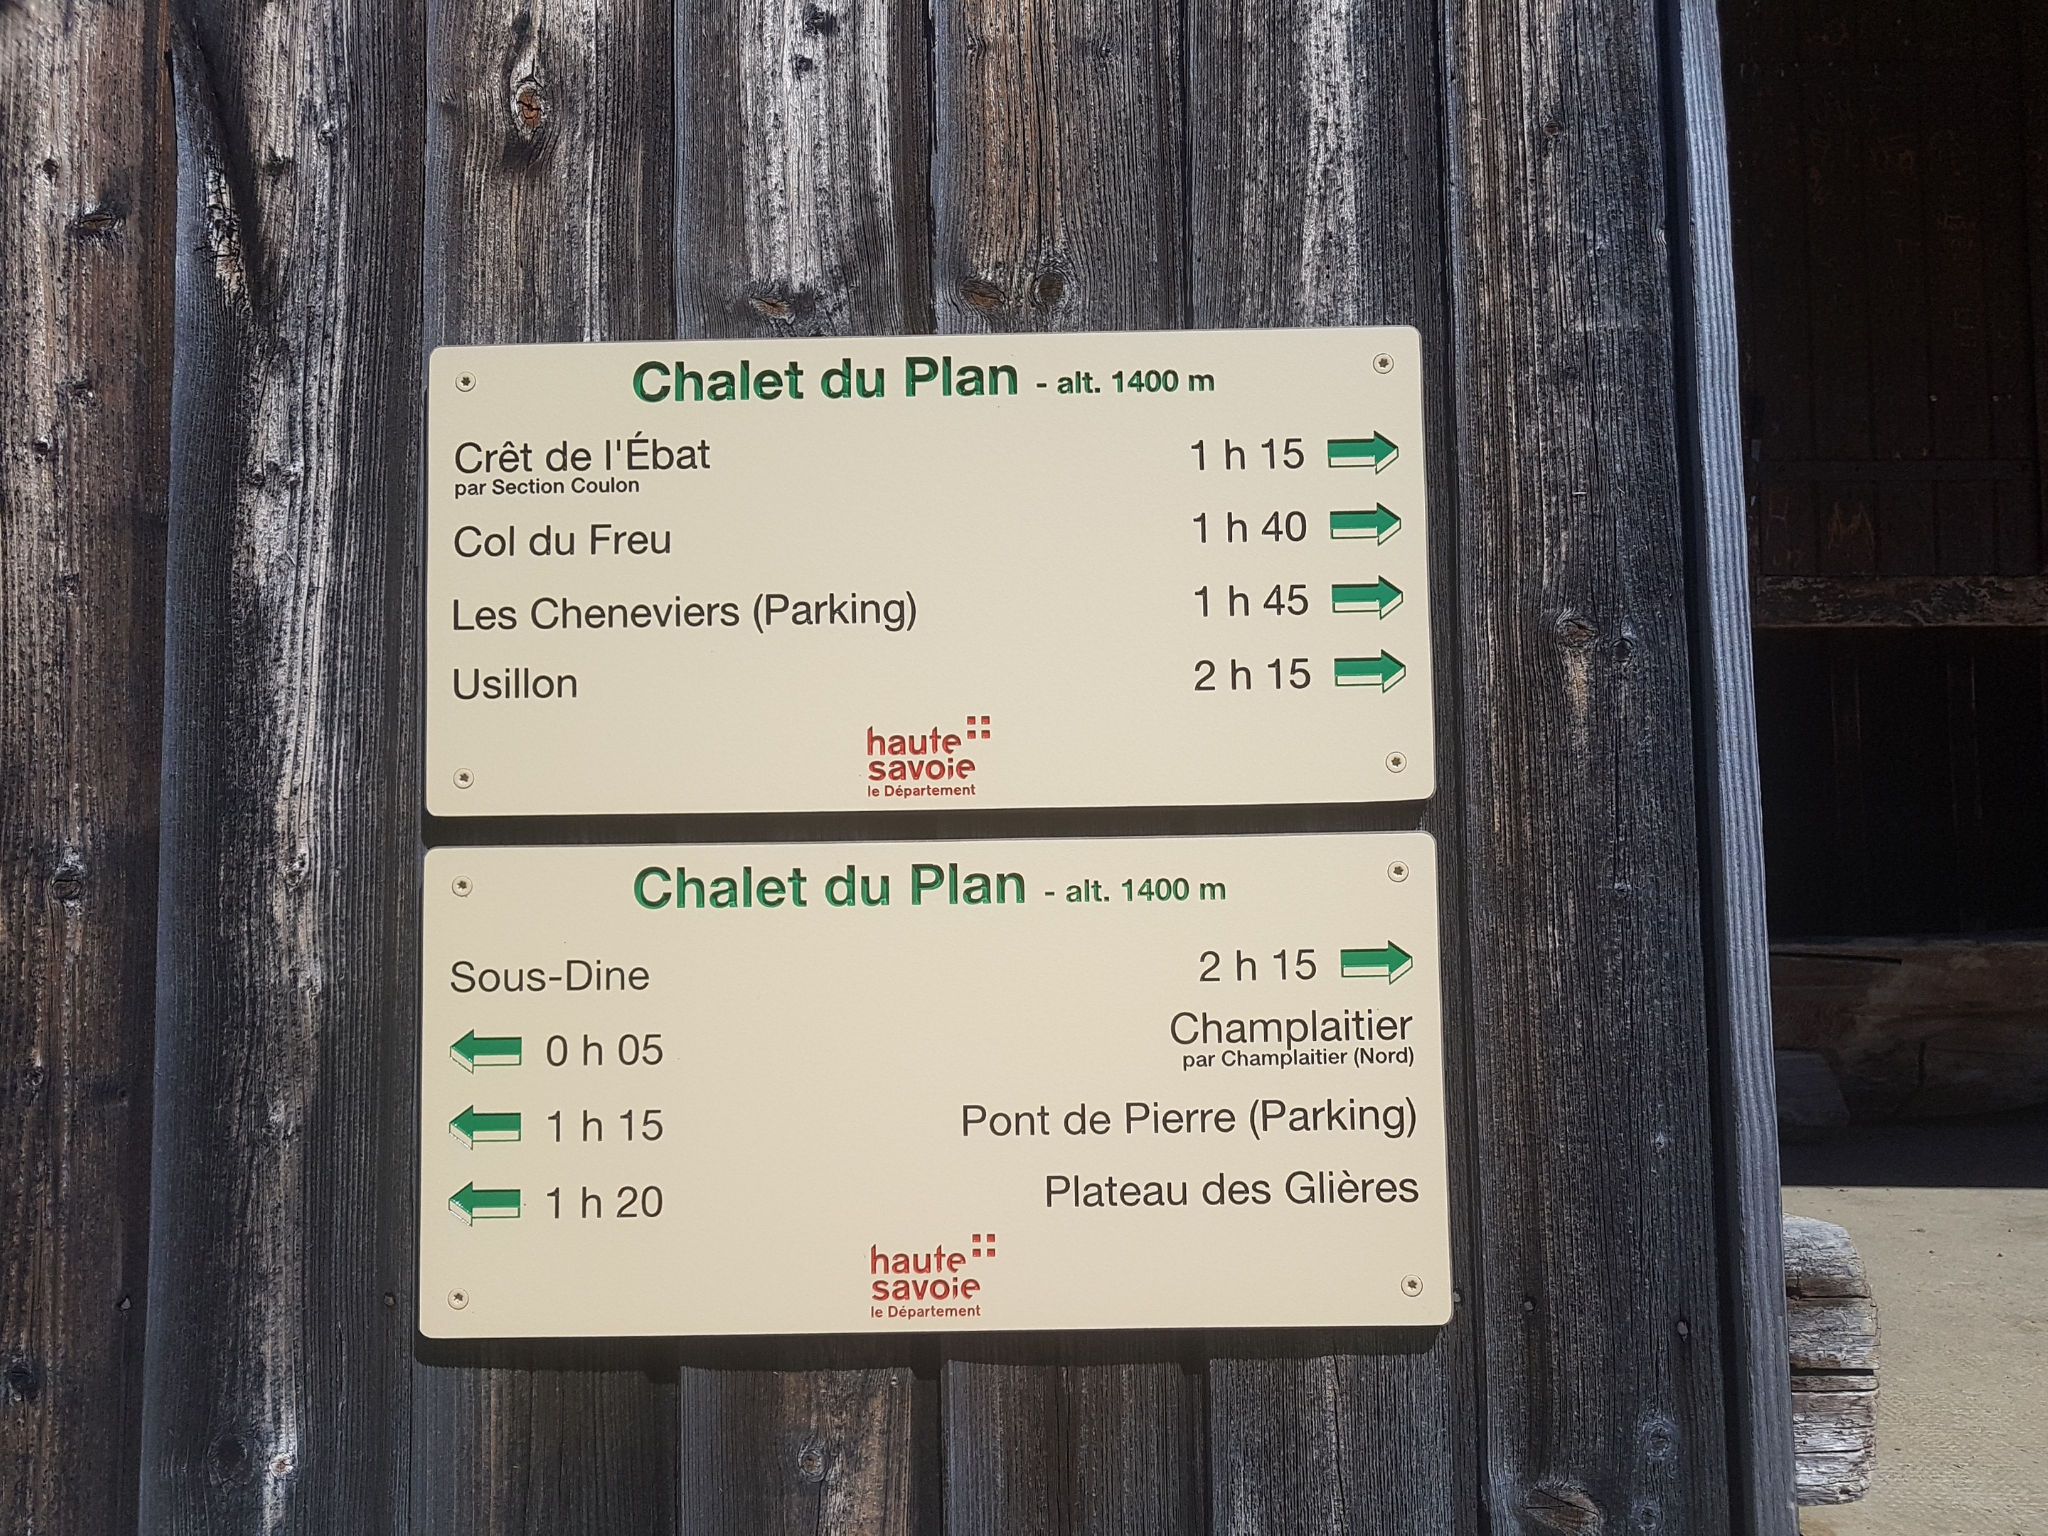 Chalet du Plan - alt. 1400 m
Crêt de l'Ébat 1 h 15
par Section Coulon
Col du Freu 1 h 40
Les Cheneviers (Parking) 1 h 45
Usillon 2 h 15
haute
savoie
le Département
Chalet du Plan - alt. 1400 m
Sous-Dine 2 h 15
0 h 05 Champlaitier
par Champlaitier (Nord)
1 h 15 Pont de Pierre (Parking)
1 h 20 Plateau des Glières
haute
savoie
le Département